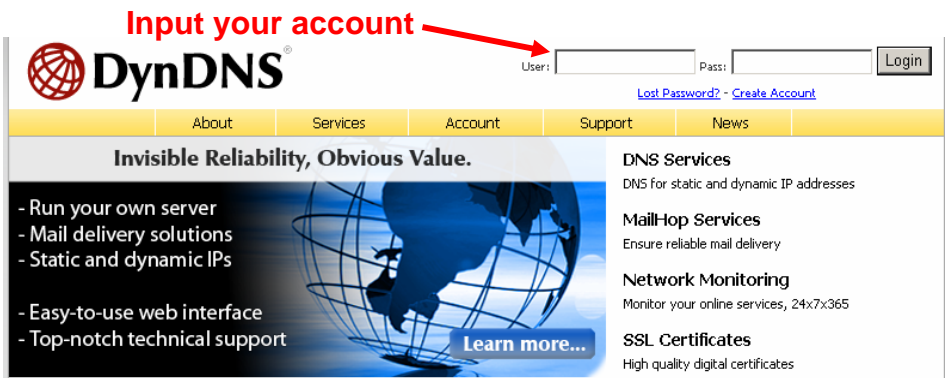 Input your account
DynDNS®
User: Pass: Login
Lost Password? - Create Account
About Services Account Support News
Invisible Reliability, Obvious Value.
- Run your own server
- Mail delivery solutions
- Static and dynamic IPs
- Easy-to-use web interface
- Top-notch technical support
Learn more...
DNS Services
DNS for static and dynamic IP addresses
MailHop Services
Ensure reliable mail delivery
Network Monitoring
Monitor your online services, 24x7x365
SSL Certificates
High quality digital certificates